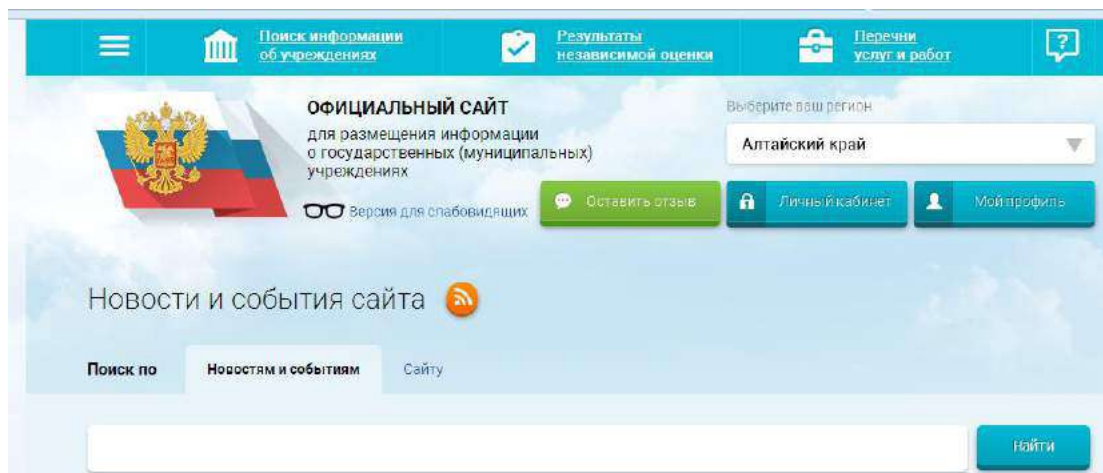 Поиск информации
об учреждениях
Результаты
независимой оценки
Перечни
услуг и работ
?
ОФИЦИАЛЬНЫЙ САЙТ
для размещения информации
о государственных (муниципальных)
учреждениях
Версия для слабовидящих
Выберите ваш регион
Алтайский край
Оставить отзыв
Личный кабинет
Мой профиль
Новости и события сайта
Поиск по
Новостям и событиям
Сайту
Найти